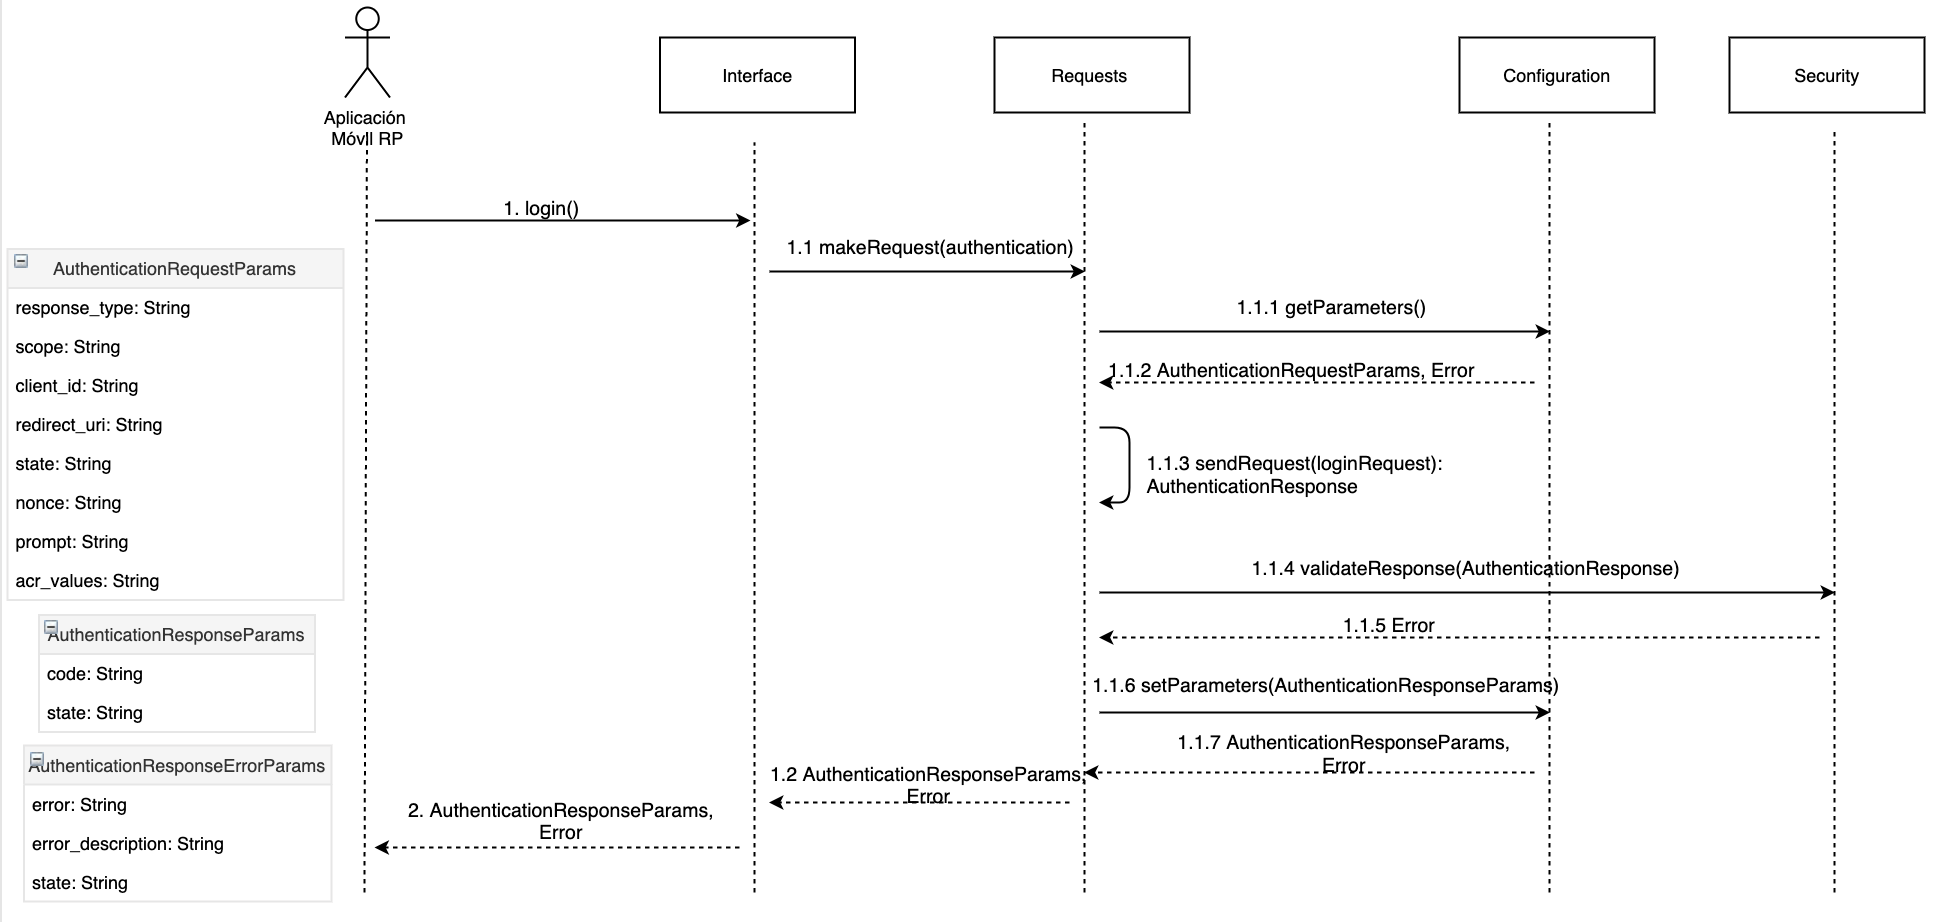 Aplicación
Móvil RP
Interface
Requests
Configuration
Security
1. login()
1.1 makeRequest(authentication)
1.1.1 getParameters()
1.1.2 AuthenticationRequestParams, Error
1.1.3 sendRequest(loginRequest):
AuthenticationResponse
1.1.4 validateResponse(AuthenticationResponse)
1.1.5 Error
1.1.6 setParameters(AuthenticationResponseParams)
1.1.7 AuthenticationResponseParams,
Error
1.2 AuthenticationResponseParams,
Error
2. AuthenticationResponseParams,
Error
AuthenticationRequestParams
response_type: String
scope: String
client_id: String
redirect_uri: String
state: String
nonce: String
prompt: String
acr_values: String
AuthenticationResponseParams
code: String
state: String
AuthenticationResponseErrorParams
error: String
error_description: String
state: String